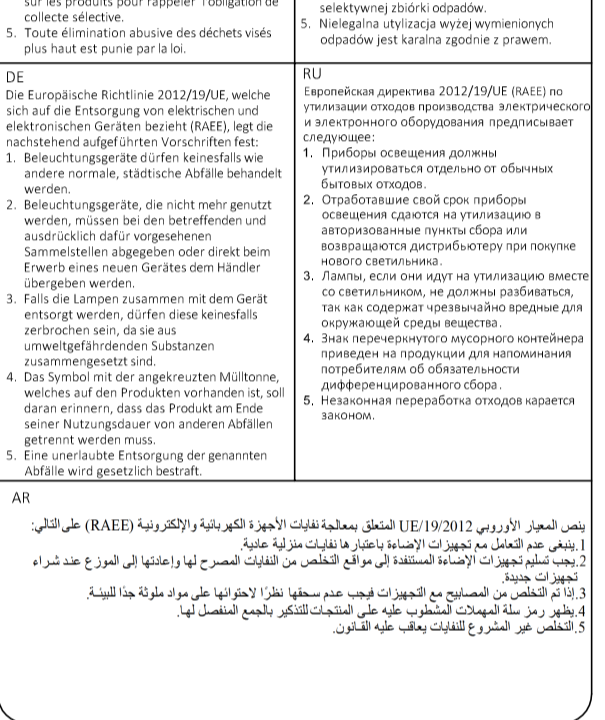 sur les produits pour rappeler l'obligation de
collecte sélective.
5. Toute élimination abusive des déchets visés
plus haut est punie par la loi.
selektywnej zbiórki odpadów.
5. Nielegalna utylizacja wyżej wymienionych
odpadów jest karalna zgodnie z prawem.
DE
Die Europäische Richtlinie 2012/19/UE, welche
sich auf die Entsorgung von elektrischen und
elektronischen Geräten bezieht (RAEE), legt die
nachstehend aufgeführten Vorschriften fest:
1. Beleuchtungsgeräte dürfen keinesfalls wie
andere normale, städtische Abfälle behandelt
werden.
2. Beleuchtungsgeräte, die nicht mehr genutzt
werden, müssen bei den betreffenden und
ausdrücklich dafür vorgesehenen
Sammelstellen abgegeben oder direkt beim
Erwerb eines neuen Gerätes dem Händler
übergeben werden.
3. Falls die Lampen zusammen mit dem Gerät
entsorgt werden, dürfen diese keinesfalls
zerbrochen sein, da sie aus
umweltgefährdenden Substanzen
zusammengesetzt sind.
4. Das Symbol mit der angekreuzten Mülltonne,
welches auf den Produkten vorhanden ist, soll
daran erinnern, dass das Produkt am Ende
seiner Nutzungsdauer von anderen Abfällen
getrennt werden muss.
5. Eine unerlaubte Entsorgung der genannten
Abfälle wird gesetzlich bestraft.
RU
Европейская директива 2012/19/UE (RAEE) по
утилизации отходов производства электрического
и электронного оборудования предписывает
следующее:
1. Приборы освещения должны
утилизироваться отдельно от обычных
бытовых отходов.
2. Отработавшие свой срок приборы
освещения сдаются на утилизацию в
авторизованные пункты сбора или
возвращаются дистрибьютеру при покупке
нового светильника.
3. Лампы, если они идут на утилизацию вместе
со светильником, не должны разбиваться,
так как содержат чрезвычайно вредные для
окружающей среды вещества.
4. Знак перечеркнутого мусорного контейнера
приведен на продукции для напоминания
потребителям об обязательности
дифференцированного сбора.
5. Незаконная переработка отходов карается
законом.
AR
ينص المعيار الأوروبي UE/19/2012 المتعلق بمعالجة نفايات الأجهزة الكهربائية والإلكترونية (RAEE) على التالي:
1.ينبغي عدم التعامل مع تجهيزات الإضاءة باعتبارها نفايات منزلية عادية.
2.يجب تسليم تجهيزات الإضاءة المستنفدة إلى مواقع التخلص من النفايات المصرح لها وإعادتها إلى الموزع عند شراء
تجهيزات جديدة.
3.إذا تم التخلص من المصابيح مع التجهيزات فيجب عدم سحقها نظرًا لاحتوائها على مواد ملوثة جدًا للبيئة.
4.يظهر رمز سلة المهملات المشطوب عليه على المنتجات للتذكير بالجمع المنفصل لها.
5.التخلص غير المشروع للنفايات يعاقب عليه القانون.